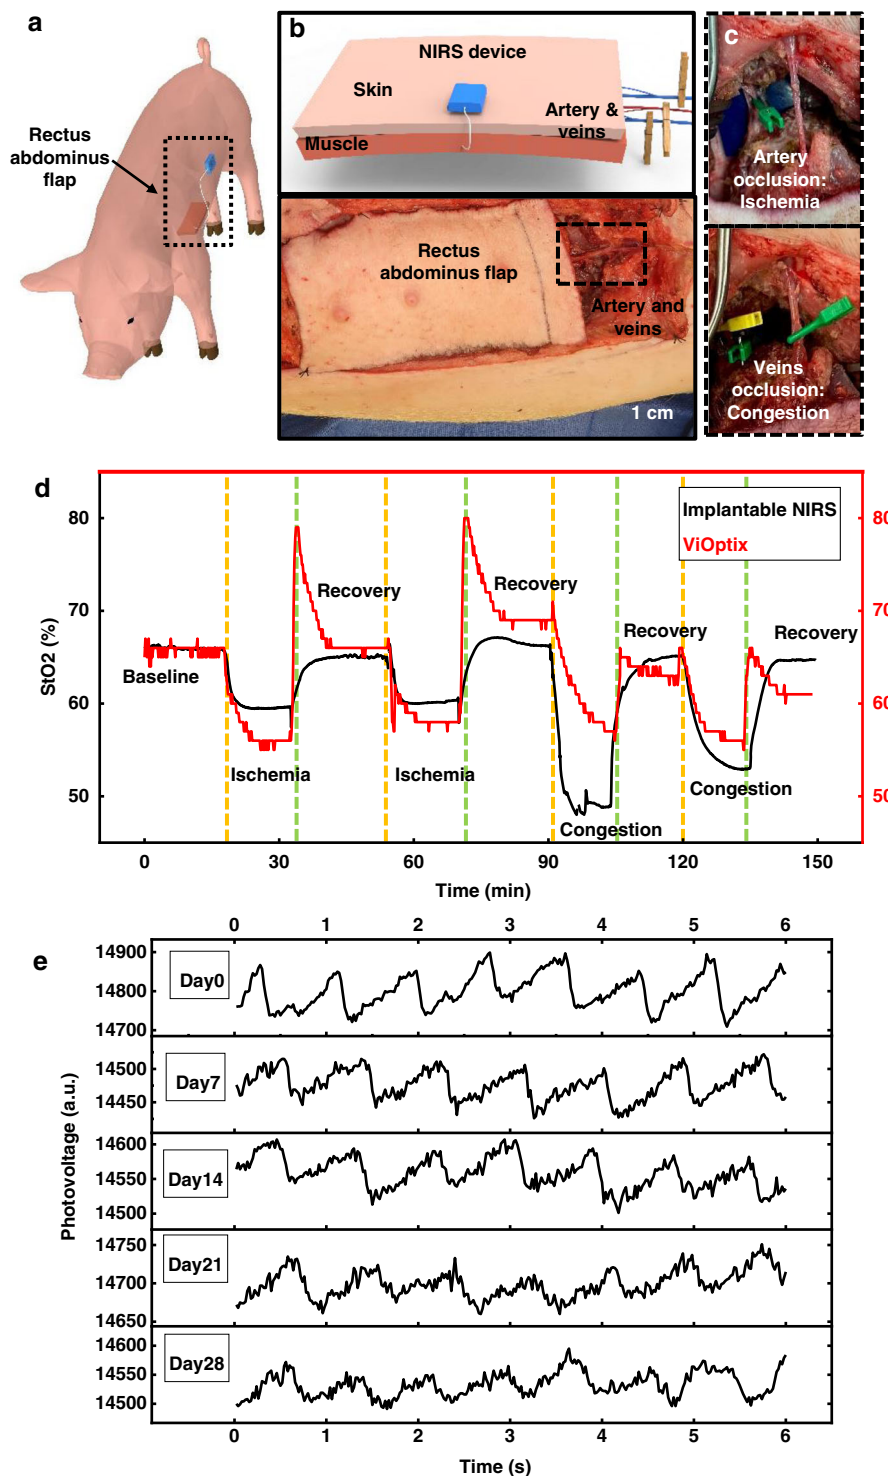 a
Rectus
abdominus
flap
b
NIRS device
Skin
Artery &
veins
Muscle
Rectus
abdominus flap
Artery and
veins
1 cm
c
Artery
occlusion:
Ischemia
Veins
occlusion:
Congestion
d
80
70
60
50
StO2 (%)
80
70
60
50
Implantable NIRS
ViOptix
Baseline
Ischemia
Recovery
Ischemia
Recovery
Congestion
Recovery
Congestion
Recovery
0 30 60 90 120 150
Time (min)
e
0 1 2 3 4 5 6
Photovoltage (a.u.)
14900
14800
14700
Day0
14500
14450
Day7
14600
14550
14500
Day14
14750
14700
14650
Day21
14600
14550
14500
Day28
0 1 2 3 4 5 6
Time (s)